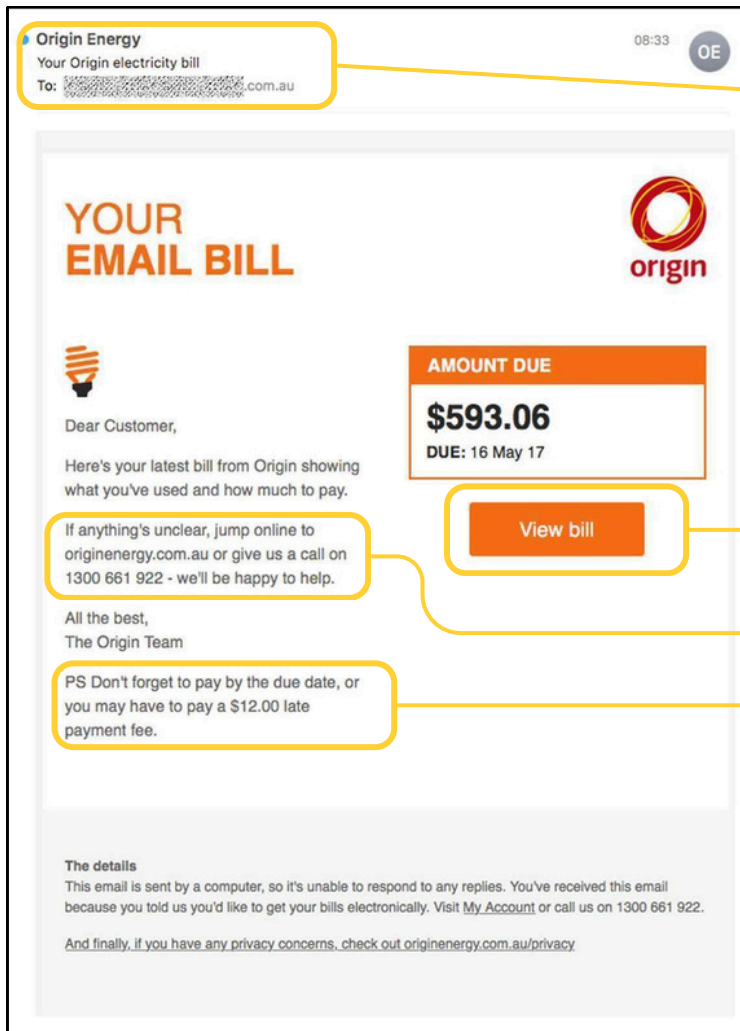 Origin Energy
08:33
OE
Your Origin electricity bill
To: .com.au
YOUR
EMAIL BILL
origin
AMOUNT DUE
$593.06
DUE: 16 May 17
View bill
Dear Customer,
Here's your latest bill from Origin showing
what you've used and how much to pay.
If anything's unclear, jump online to
originenergy.com.au or give us a call on
1300 661 922 - we'll be happy to help.
All the best,
The Origin Team
PS Don't forget to pay by the due date, or
you may have to pay a $12.00 late
payment fee.
The details
This email is sent by a computer, so it's unable to respond to any replies. You've received this email
because you told us you'd like to get your bills electronically. Visit My Account or call us on 1300 661 922.
And finally, if you have any privacy concerns, check out originenergy.com.au/privacy